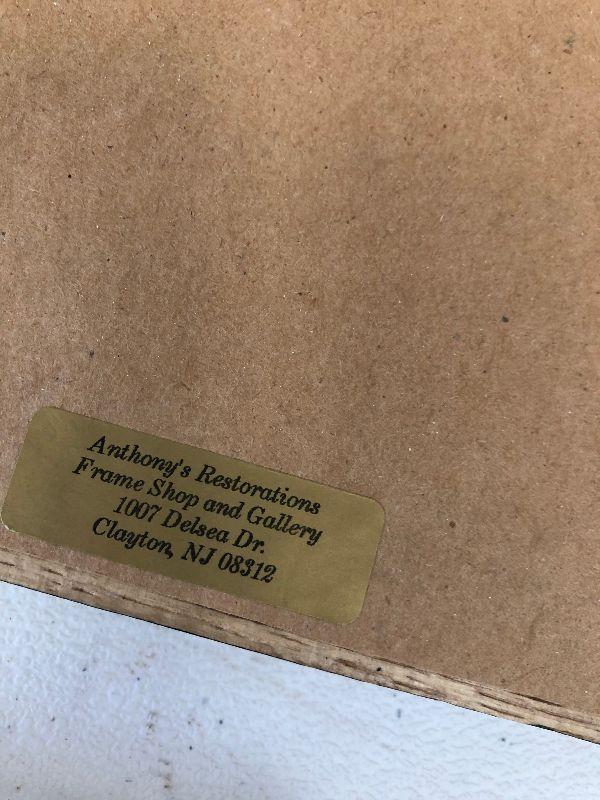 Anthony's Restorations
Frame Shop and Gallery
1007 Delsea Dr.
Clayton, NJ 08312